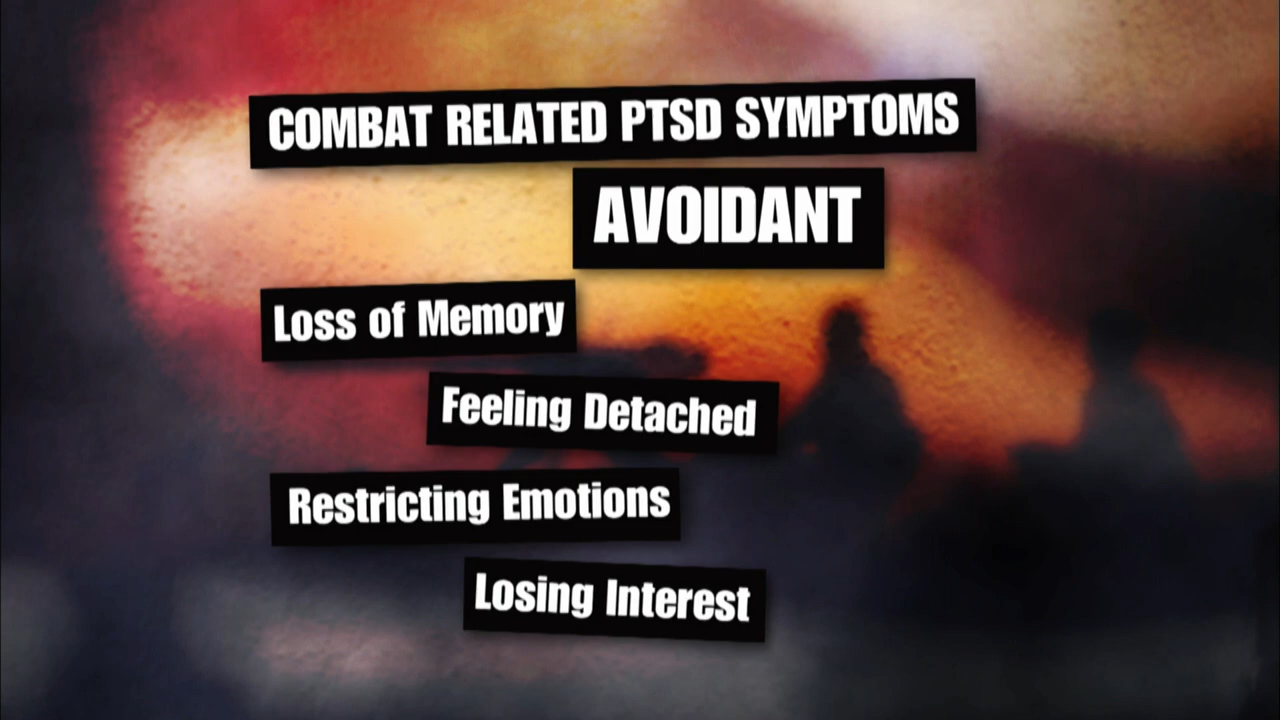 COMBAT RELATED PTSD SYMPTOMS
AVOIDANT
Loss of Memory
Feeling Detached
Restricting Emotions
Losing Interest